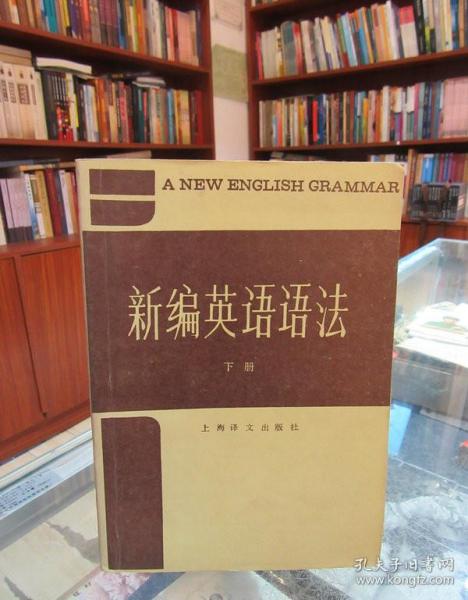 A NEW ENGLISH GRAMMAR
新编英语语法
下册
上海译文出版社
孔夫子旧书网
www.kongfz.com